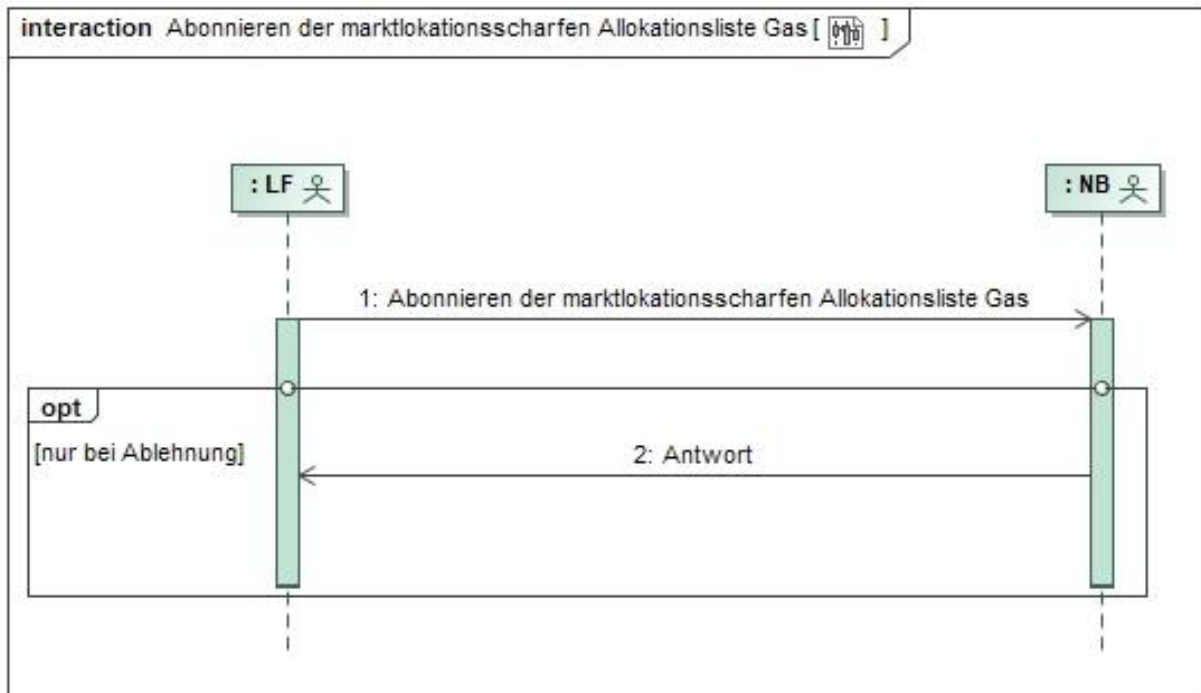 interaction Abonnieren der marktlokationsscharfen Allokationsliste Gas [ ]
: LF
: NB
1: Abonnieren der marktlokationsscharfen Allokationsliste Gas
opt
[nur bei Ablehnung]
2: Antwort